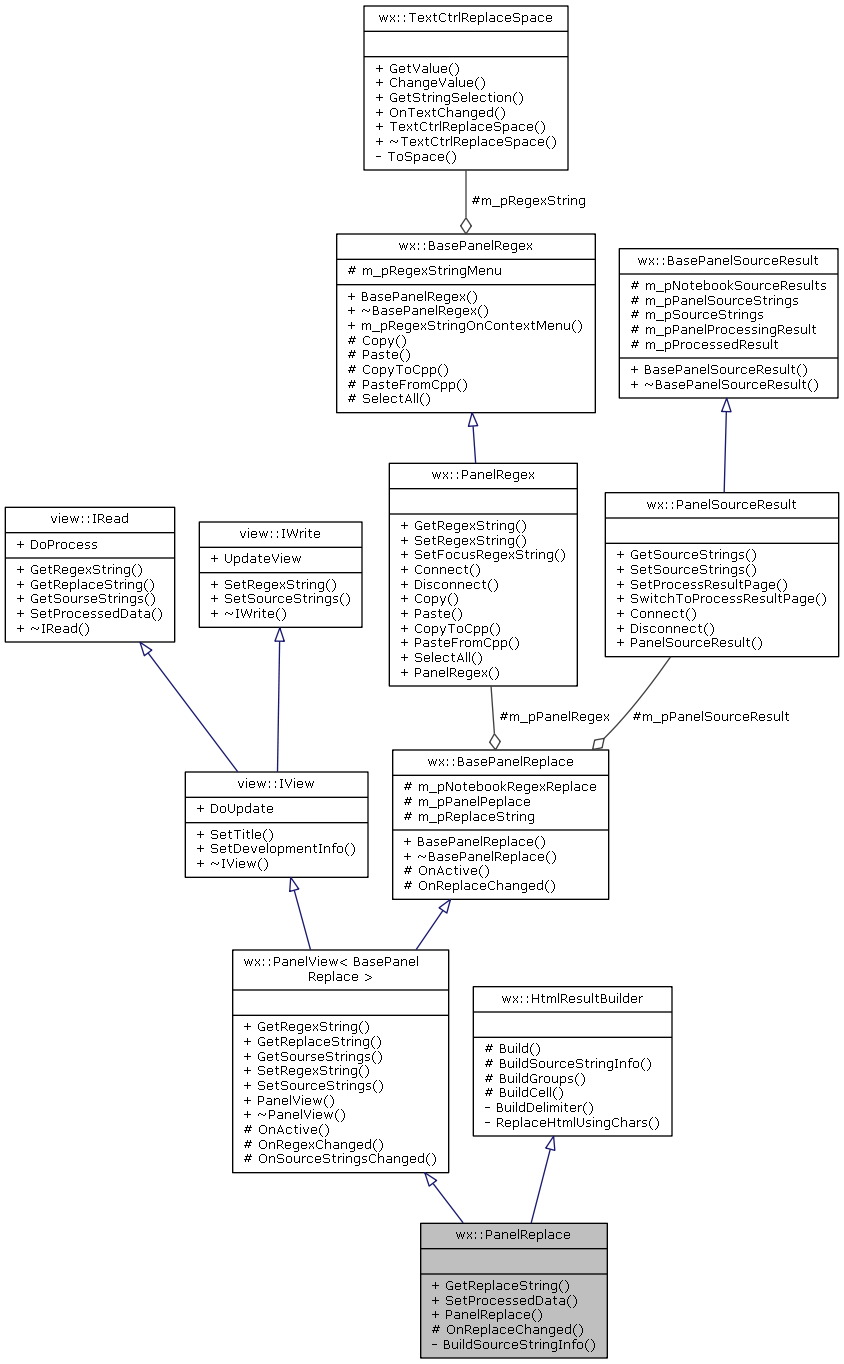 wx::TextCtrlReplaceSpace
+ GetValue()
+ ChangeValue()
+ GetStringSelection()
+ OnTextChanged()
+ TextCtrlReplaceSpace()
+ ~TextCtrlReplaceSpace()
- ToSpace()
#m_pRegexString
wx::BasePanelRegex
# m_pRegexStringMenu
+ BasePanelRegex()
+ ~BasePanelRegex()
+ m_pRegexStringOnContextMenu()
# Copy()
# Paste()
# CopyToCpp()
# PasteFromCpp()
# SelectAll()
wx::BasePanelSourceResult
# m_pNotebookSourceResults
# m_pPanelSourceStrings
# m_pSourceStrings
# m_pPanelProcessingResult
# m_pProcessedResult
+ BasePanelSourceResult()
+ ~BasePanelSourceResult()
wx::PanelRegex
+ GetRegexString()
+ SetRegexString()
+ SetFocusRegexString()
+ Connect()
+ Disconnect()
+ Copy()
+ Paste()
+ CopyToCpp()
+ PasteFromCpp()
+ SelectAll()
+ PanelRegex()
wx::PanelSourceResult
+ GetSourceStrings()
+ SetSourceStrings()
+ SetProcessResultPage()
+ SwitchToProcessResultPage()
+ Connect()
+ Disconnect()
+ PanelSourceResult()
view::IRead
+ DoProcess
+ GetRegexString()
+ GetReplaceString()
+ GetSourseStrings()
+ SetProcessedData()
+ ~IRead()
view::IWrite
+ UpdateView
+ SetRegexString()
+ SetSourceStrings()
+ ~IWrite()
#m_pPanelRegex
#m_pPanelSourceResult
view::IView
+ DoUpdate
+ SetTitle()
+ SetDevelopmentInfo()
+ ~IView()
wx::BasePanelReplace
# m_pNotebookRegexReplace
# m_pPanelPeplace
# m_pReplaceString
+ BasePanelReplace()
+ ~BasePanelReplace()
# OnActive()
# OnReplaceChanged()
wx::PanelView< BasePanel
Replace >
+ GetRegexString()
+ GetReplaceString()
+ GetSourseStrings()
+ SetRegexString()
+ SetSourceStrings()
+ PanelView()
+ ~PanelView()
# OnActive()
# OnRegexChanged()
# OnSourceStringsChanged()
wx::HtmlResultBuilder
# Build()
# BuildSourceStringInfo()
# BuildGroups()
# BuildCell()
- BuildDelimiter()
- ReplaceHtmlUsingChars()
wx::PanelReplace
+ GetReplaceString()
+ SetProcessedData()
+ PanelReplace()
# OnReplaceChanged()
- BuildSourceStringInfo()